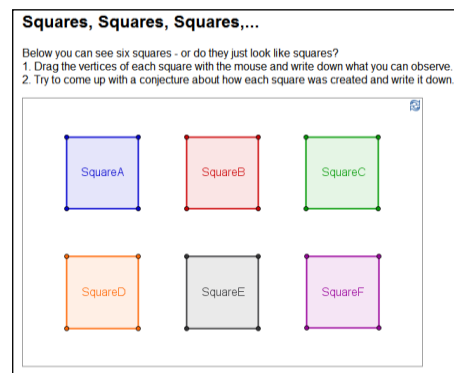 Squares, Squares, Squares,...
Below you can see six squares - or do they just look like squares?
1. Drag the vertices of each square with the mouse and write down what you can observe.
2. Try to come up with a conjecture about how each square was created and write it down.
SquareA SquareB SquareC
SquareD SquareE SquareF